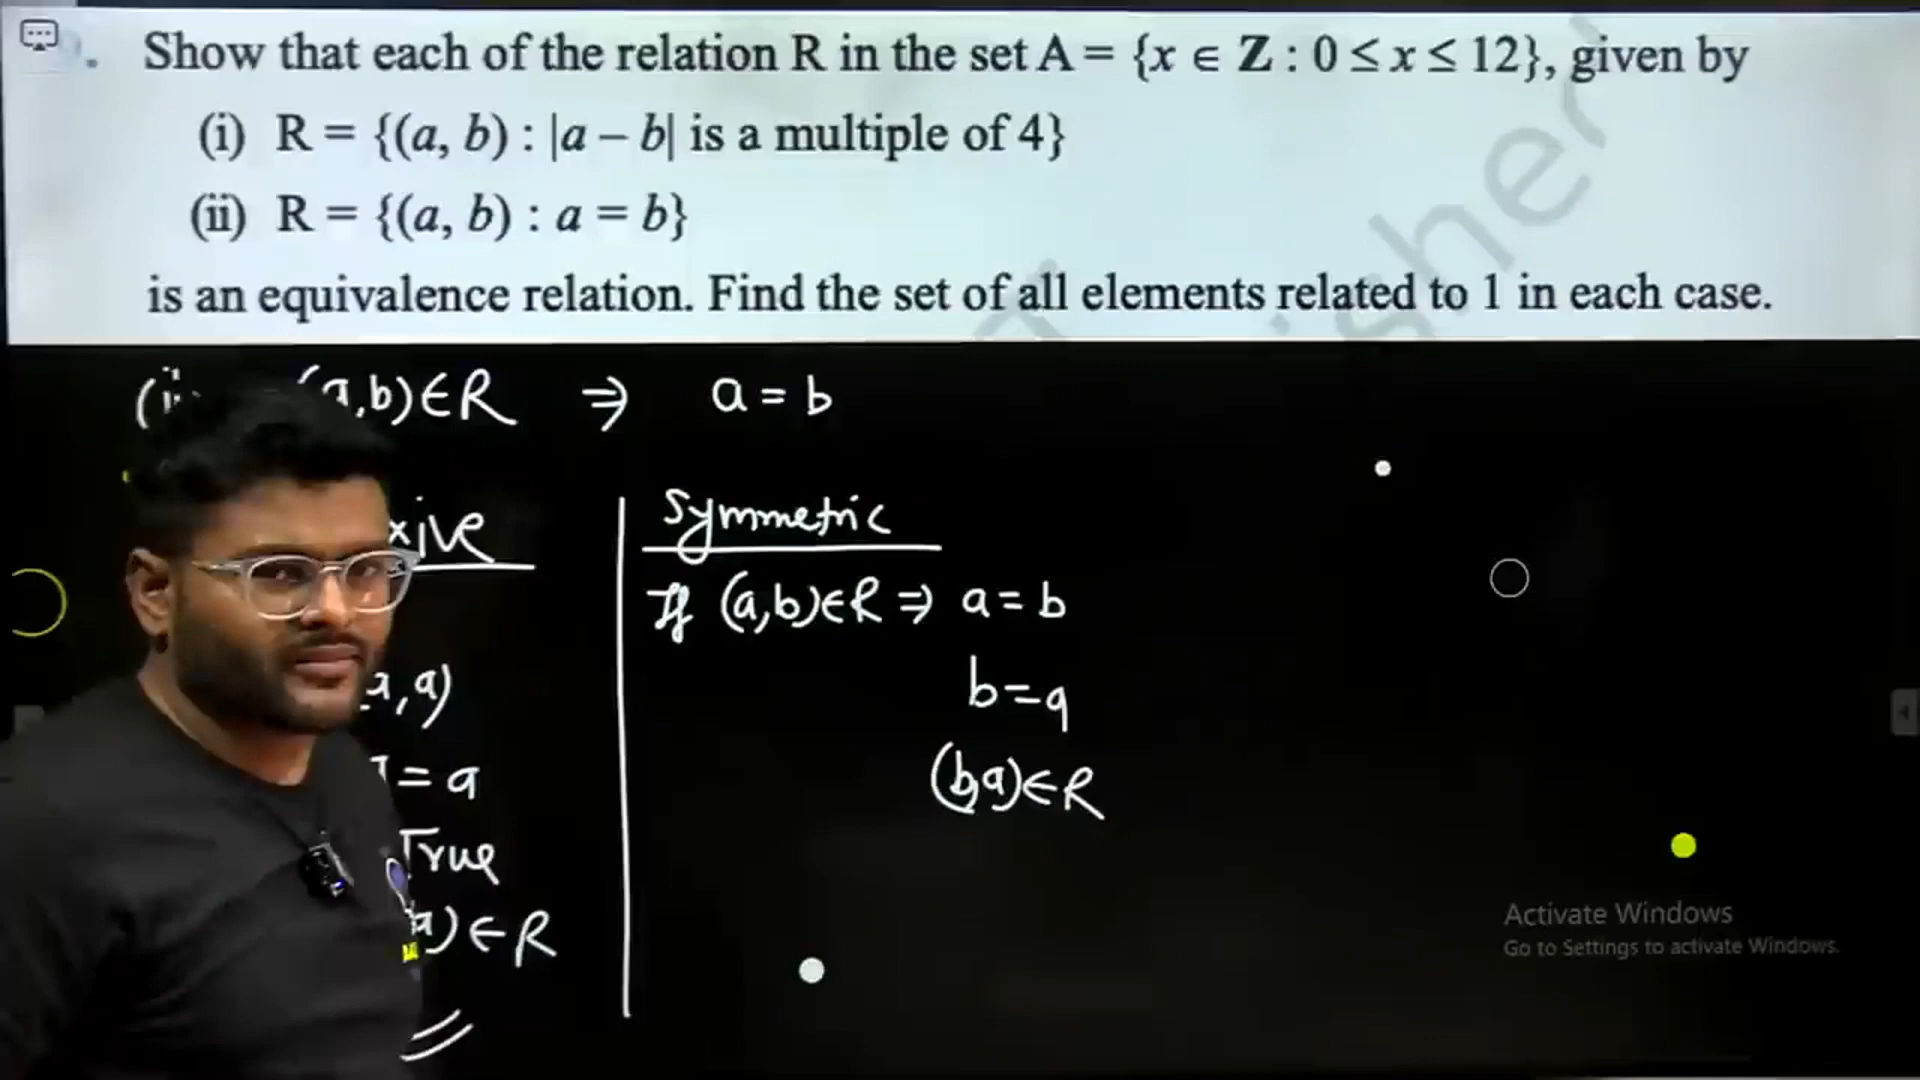 . Show that each of the relation R in the set A = {x ∈ Z : 0 ≤ x ≤ 12}, given by
(i) R = {(a, b) : |a – b| is a multiple of 4}
(ii) R = {(a, b) : a = b}
is an equivalence relation. Find the set of all elements related to 1 in each case.
a,b)∈R ⇒ a = b
xive
a,a)
= a
True
a) ∈ R
Symmetric
If (a,b)∈R ⇒ a = b
b = a
(b,a)∈R
Activate Windows
Go to Settings to activate Windows.